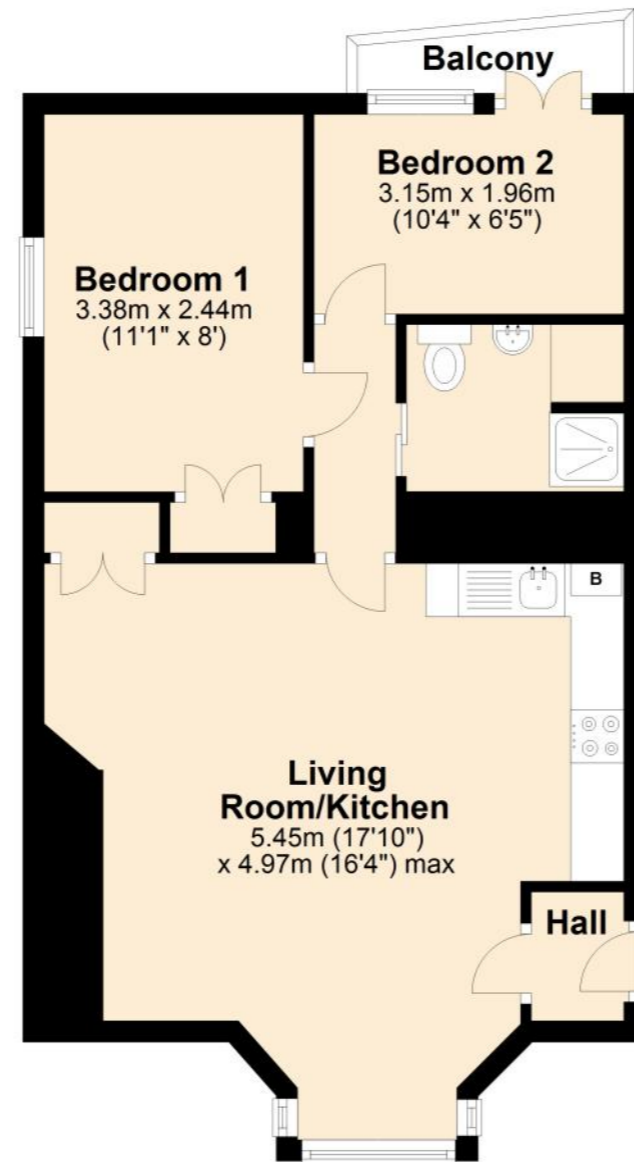 Balcony
Bedroom 2
3.15m x 1.96m
(10'4" x 6'5")
Bedroom 1
3.38m x 2.44m
(11'1" x 8')
B
Living
Room/Kitchen
5.45m (17'10")
x 4.97m (16'4") max
Hall